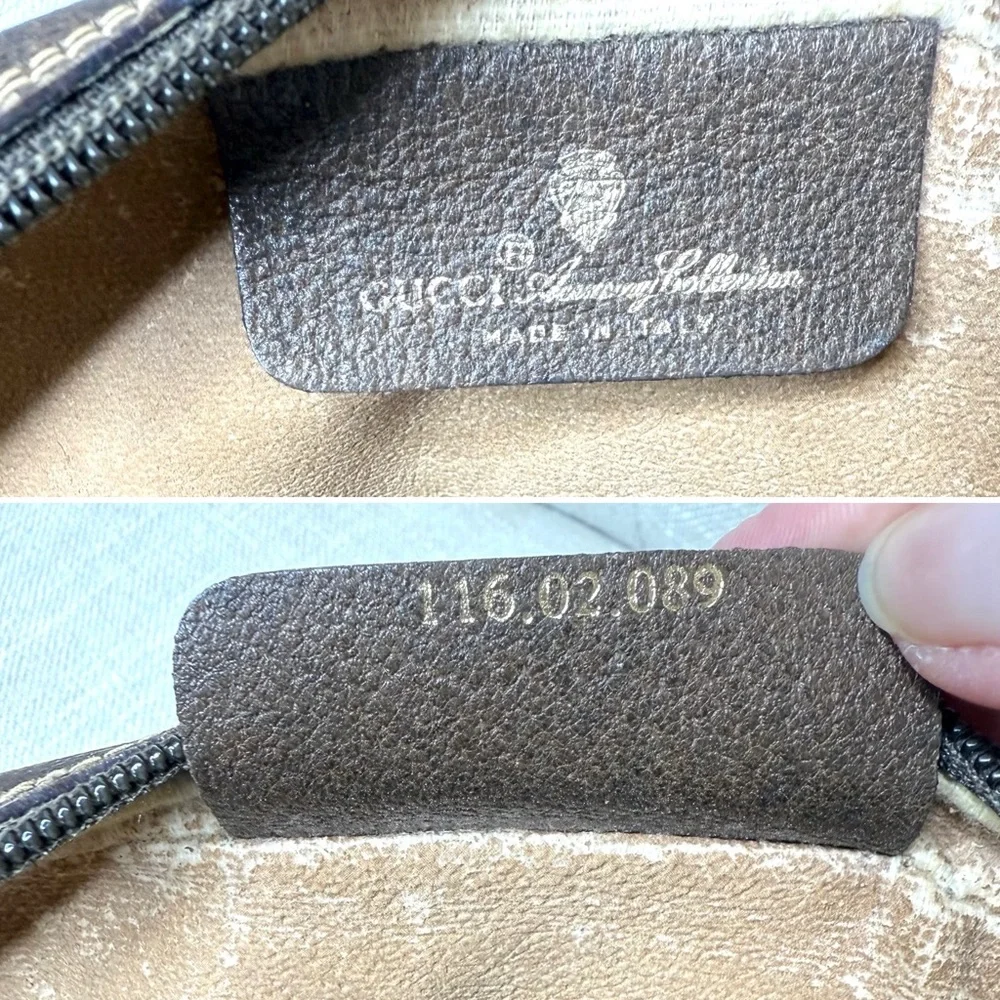 ®
GUCCI Accessory Collection
MADE IN ITALY
116.02.089